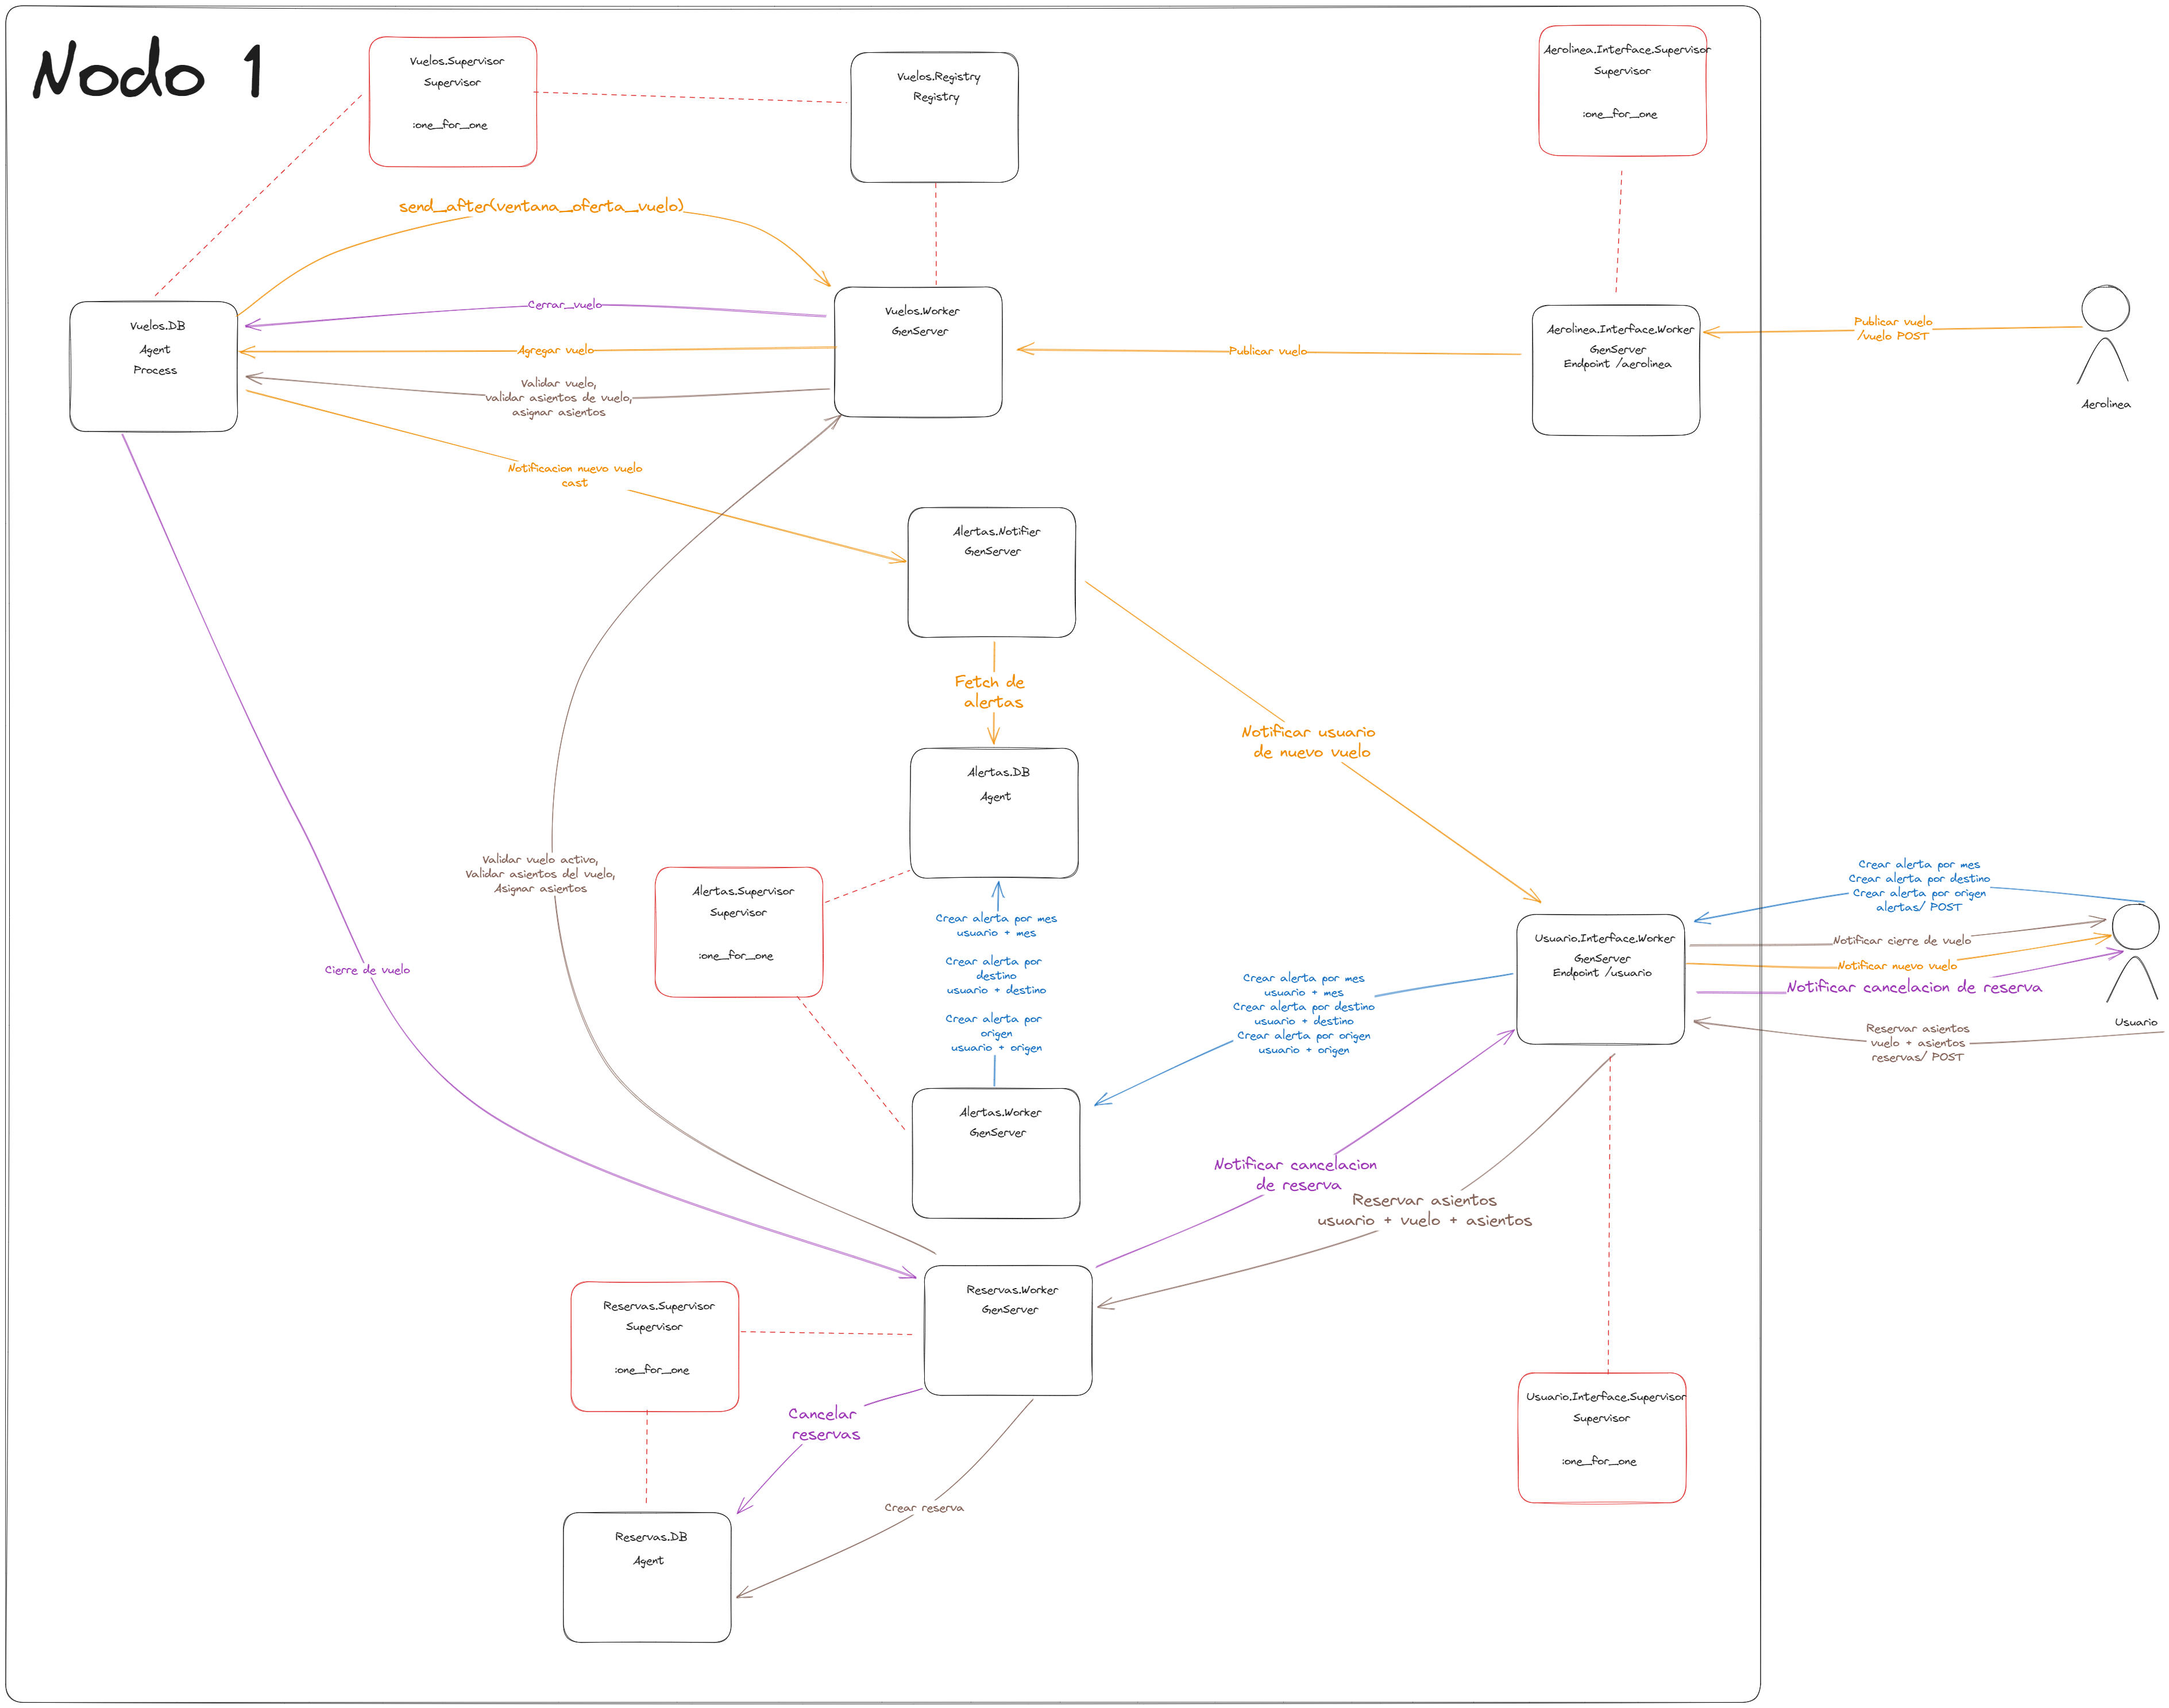 Nodo 1
Vuelos.Supervisor
Supervisor
:one_for_one
Vuelos.Registry
Registry
Aerolinea.Interface.Supervisor
Supervisor
:one_for_one
send_after(ventana_oferta_vuelo)
Vuelos.DB
Agent
Process
Cerrar_vuelo
Agregar vuelo
Validar vuelo,
validar asientos de vuelo,
asignar asientos
Vuelos.Worker
GenServer
Publicar vuelo
Aerolinea.Interface.Worker
GenServer
Endpoint /aerolinea
Publicar vuelo
/vuelo POST
Aerolinea
Notificacion nuevo vuelo
cast
Alertas.Notifier
GenServer
Fetch de
alertas
Notificar usuario
de nuevo vuelo
Alertas.DB
Agent
Validar vuelo activo,
Validar asientos del vuelo,
Asignar asientos
Alertas.Supervisor
Supervisor
:one_for_one
Crear alerta por mes
usuario + mes
Crear alerta por
destino
usuario + destino
Crear alerta por
origen
usuario + origen
Cierre de vuelo
Crear alerta por mes
usuario + mes
Crear alerta por destino
usuario + destino
Crear alerta por origen
usuario + origen
Usuario.Interface.Worker
GenServer
Endpoint /usuario
Crear alerta por mes
Crear alerta por destino
Crear alerta por origen
alertas/ POST
Notificar cierre de vuelo
Notificar nuevo vuelo
Notificar cancelacion de reserva
Reservar asientos
vuelo + asientos
reservas/ POST
Usuario
Alertas.Worker
GenServer
Notificar cancelacion
de reserva
Reservar asientos
usuario + vuelo + asientos
Reservas.Supervisor
Supervisor
:one_for_one
Reservas.Worker
GenServer
Cancelar
reservas
Crear reserva
Usuario.Interface.Supervisor
Supervisor
:one_for_one
Reservas.DB
Agent